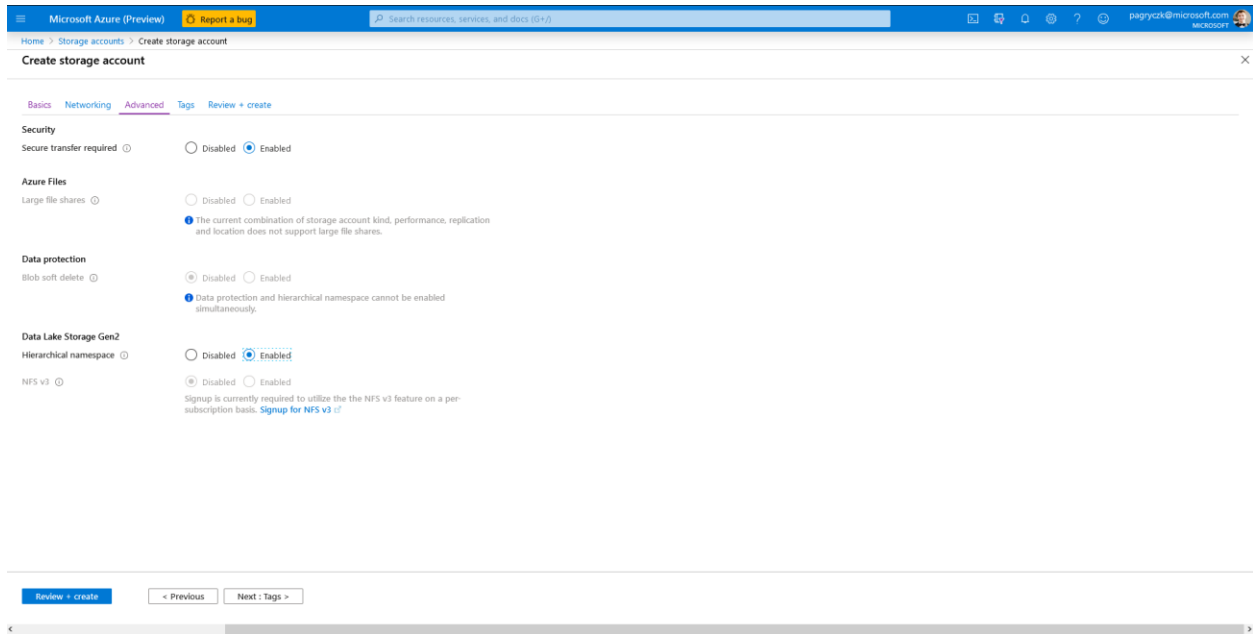 Microsoft Azure (Preview) Report a bug Search resources, services, and docs (G+/) pagryczk@microsoft.com
MICROSOFT
Home > Storage accounts > Create storage account
Create storage account
Basics Networking Advanced Tags Review + create
Security
Secure transfer required Disabled Enabled
Azure Files
Large file shares Disabled Enabled
The current combination of storage account kind, performance, replication
and location does not support large file shares.
Data protection
Blob soft delete Disabled Enabled
Data protection and hierarchical namespace cannot be enabled
simultaneously.
Data Lake Storage Gen2
Hierarchical namespace Disabled Enabled
NFS v3 Disabled Enabled
Signup is currently required to utilize the the NFS v3 feature on a per-
subscription basis. Signup for NFS v3
Review + create < Previous Next : Tags >